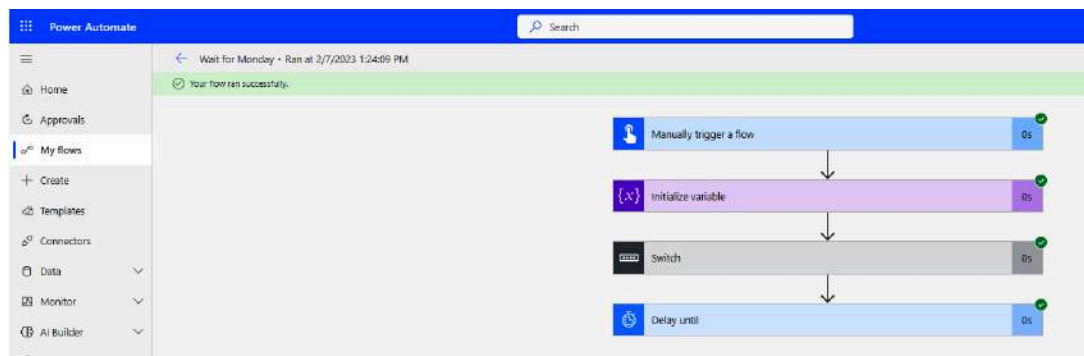 Power Automate
Search
Wait for Monday • Ran at 2/7/2023 1:24:09 PM
Your flow ran successfully.
Home
Approvals
My flows
Create
Templates
Connectors
Data
Monitor
AI Builder
Manually trigger a flow
0s
{x}
Initialize variable
0s
Switch
0s
Delay until
0s